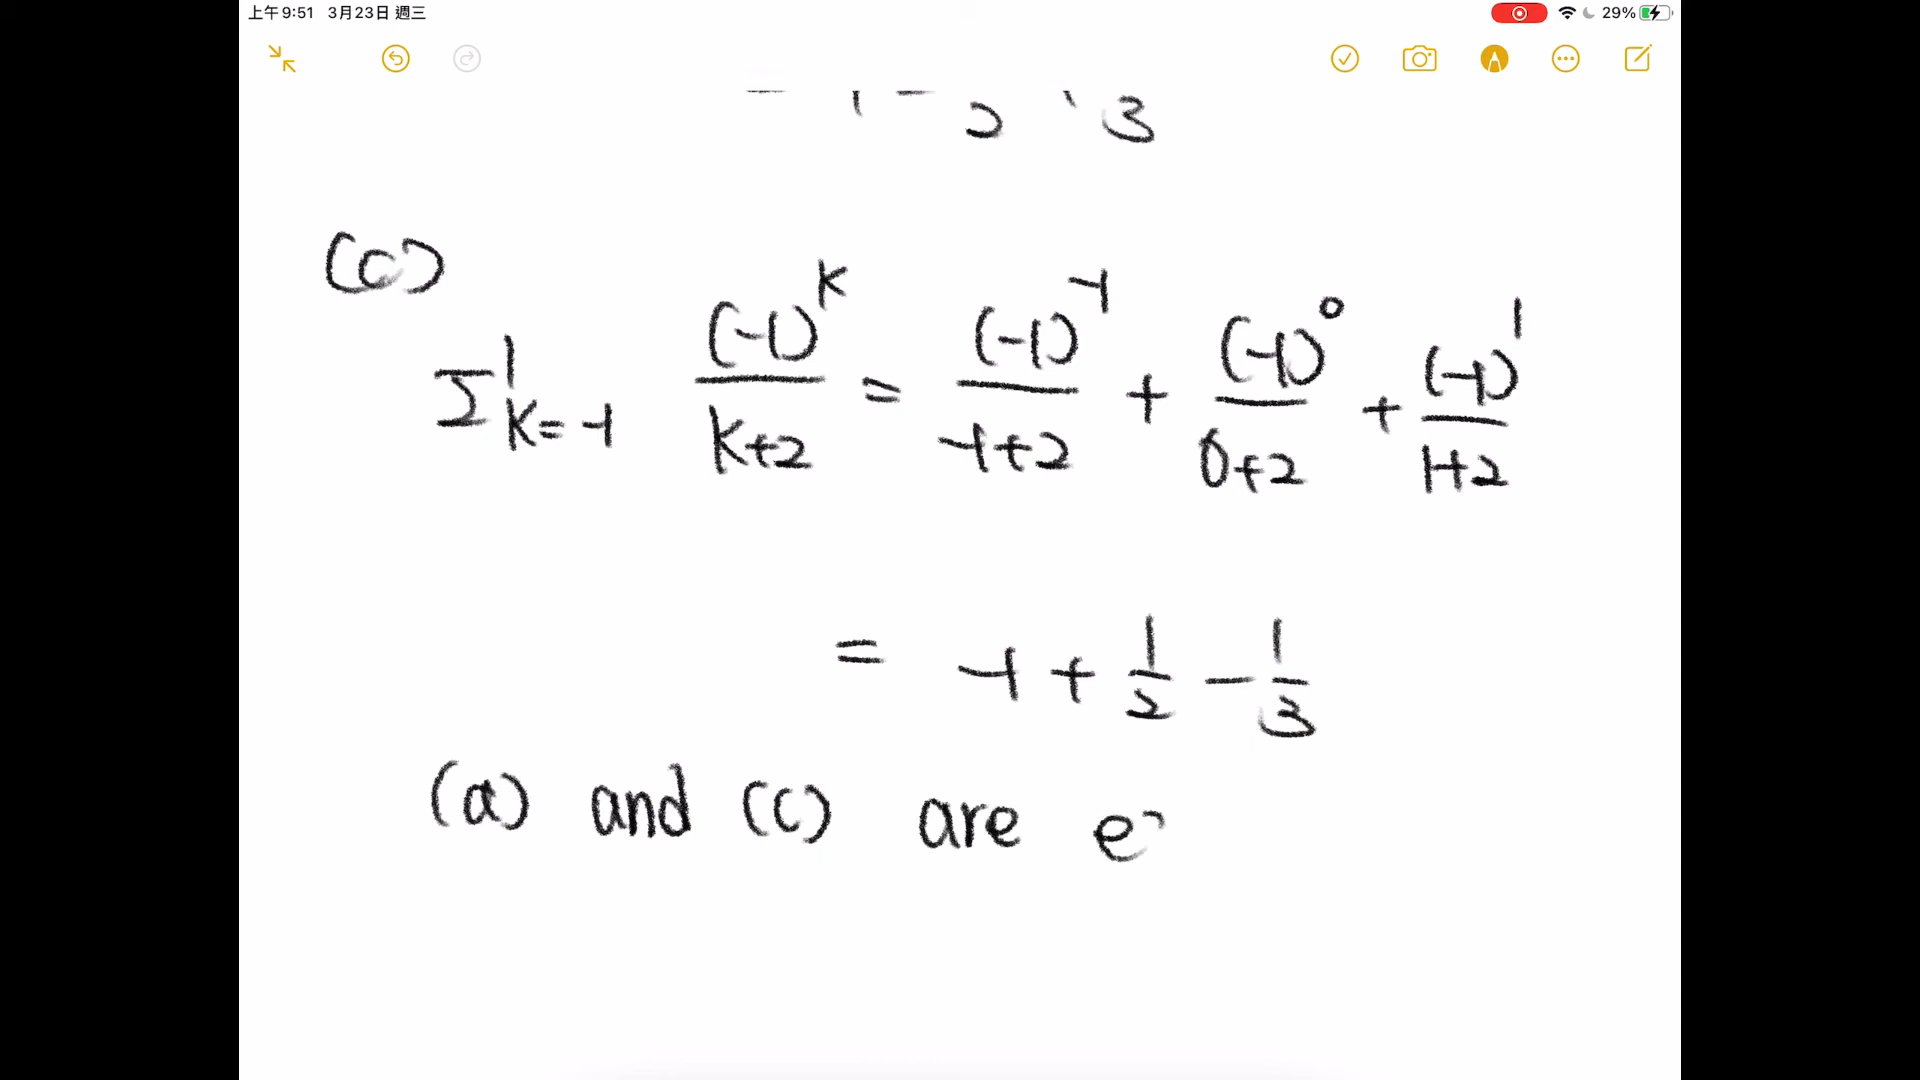 上午9:51 3月23日 週三 29%
3
(c)
Σ^1_{K=-1} (-1)^K/(K+2) = (-1)^-1/(-1+2) + (-1)^0/(0+2) + (-1)^1/(1+2)
= -1 + 1/2 - 1/3
(a) and (c) are